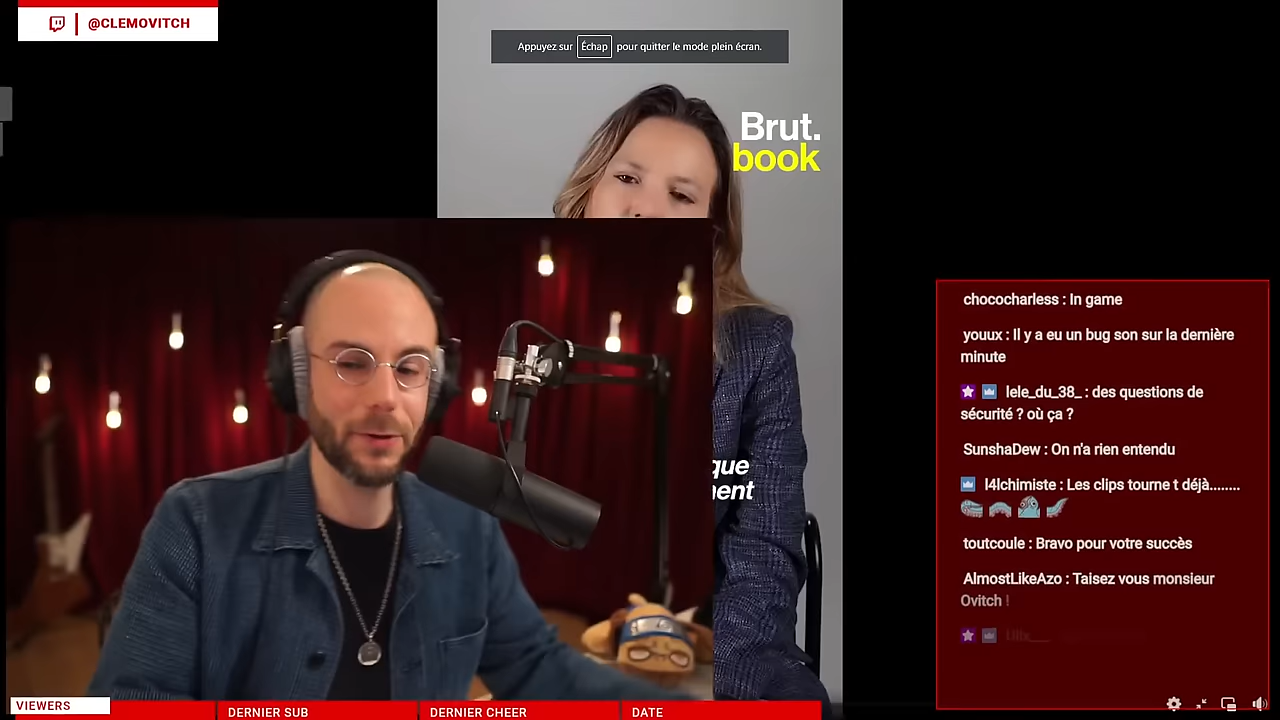 @CLEMOVITCH
Appuyez sur Échap pour quitter le mode plein écran.
Brut.
book
que
ent
chococharless : In game
youux : Il y a eu un bug son sur la dernière
minute
lele_du_38_ : des questions de
sécurité ? où ça ?
SunshaDew : On n'a rien entendu
l4lchimiste : Les clips tourne t déjà........
toutcoule : Bravo pour votre succès
AlmostLikeAzo : Taisez vous monsieur
Ovitch !
VIEWERS
DERNIER SUB
DERNIER CHEER
DATE